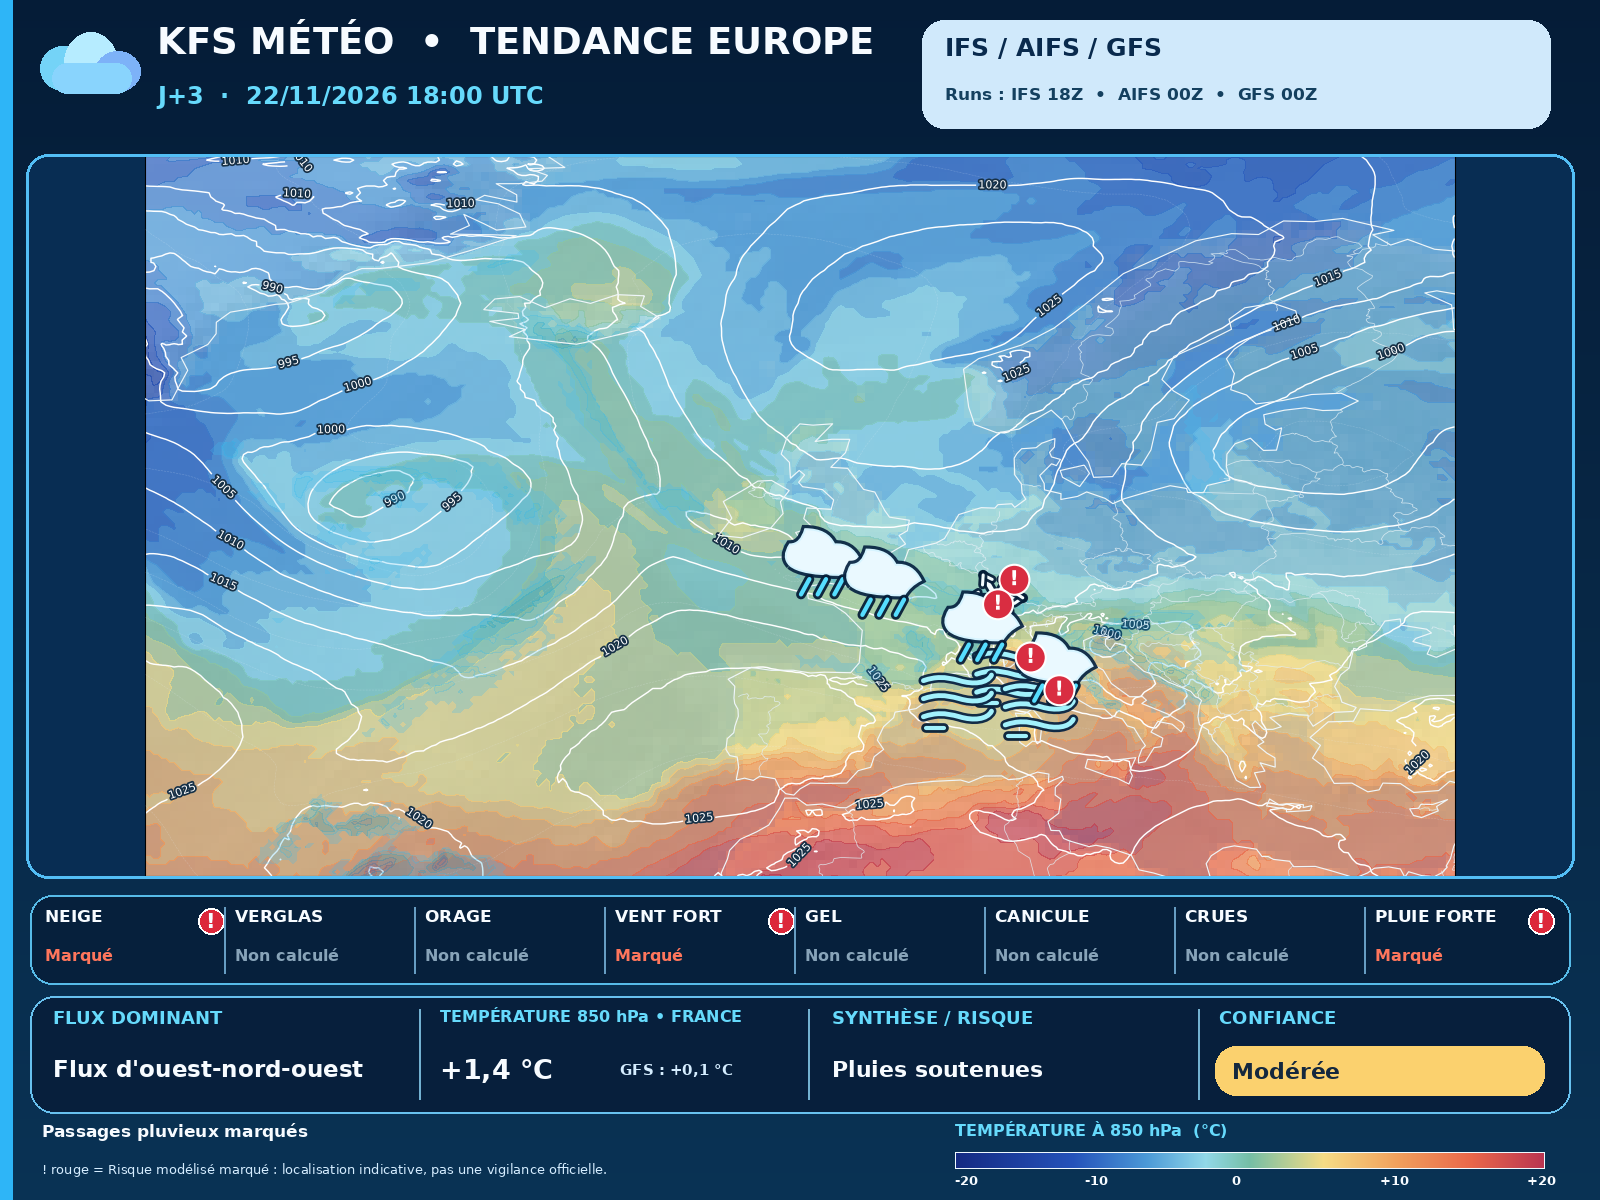 KFS MÉTÉO • TENDANCE EUROPE
J+3 · 22/11/2026 18:00 UTC
IFS / AIFS / GFS
Runs : IFS 18Z • AIFS 00Z • GFS 00Z
1010
1010
1010
1010
1020
990
1015
1025
1010
995
1005
1000
1000
1025
1000
1005
990
995
1010
1010
1015
1005
1000
1020
1025
1020
1025
1020
1025
1025
1025
! ! ! !
NEIGE ! VERGLAS ORAGE VENT FORT ! GEL CANICULE CRUES PLUIE FORTE !
Marqué Non calculé Non calculé Marqué Non calculé Non calculé Non calculé Marqué
FLUX DOMINANT
Flux d'ouest-nord-ouest
TEMPÉRATURE 850 hPa • FRANCE
+1,4 °C GFS : +0,1 °C
SYNTHÈSE / RISQUE
Pluies soutenues
CONFIANCE
Modérée
Passages pluvieux marqués
! rouge = Risque modélisé marqué : localisation indicative, pas une vigilance officielle.
TEMPÉRATURE À 850 hPa (°C)
-20 -10 0 +10 +20